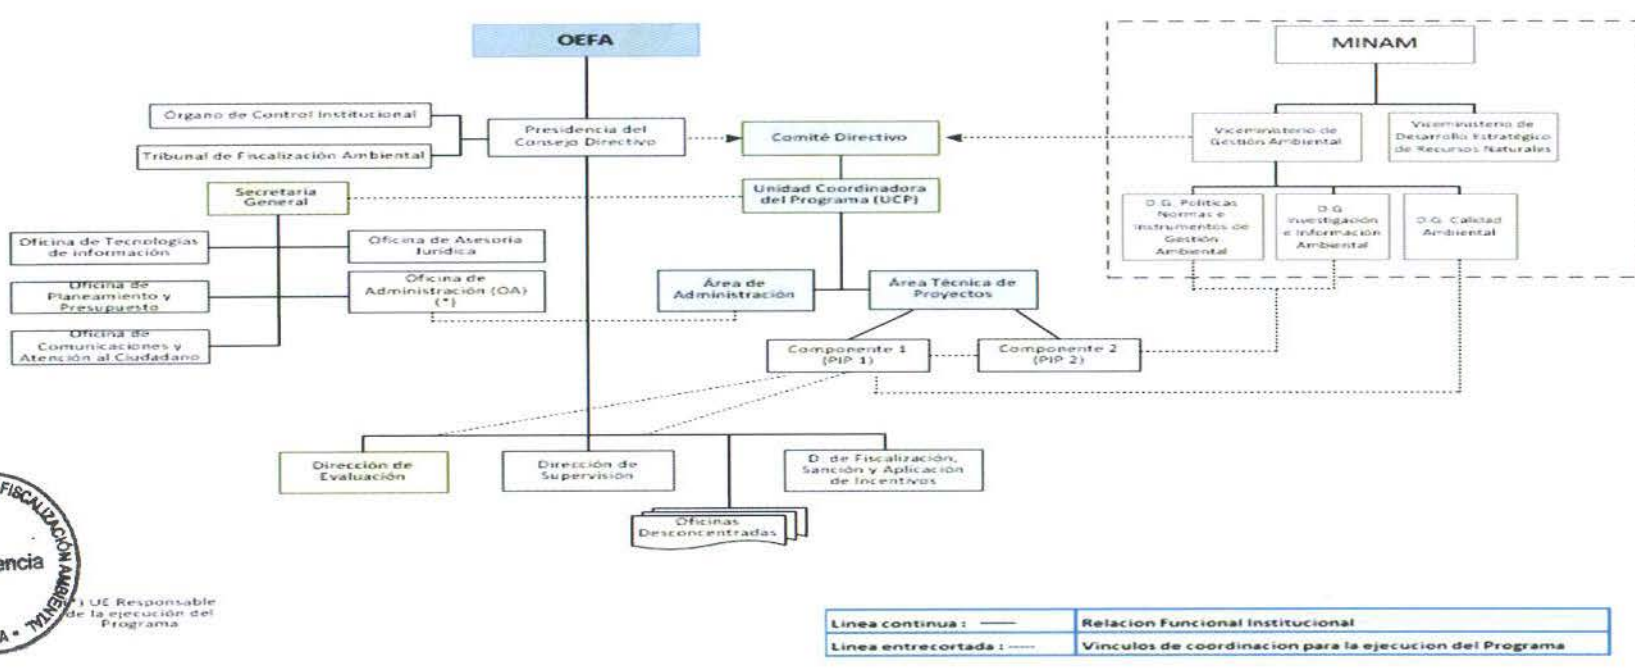 OEFA
MINAM
Órgano de Control Institucional
Tribunal de Fiscalización Ambiental
Presidencia del
Consejo Directivo
Comité Directivo
Viceministerio de
Gestión Ambiental
Viceministerio de
Desarrollo Estratégico
de Recursos Naturales
Secretaria
General
Unidad Coordinadora
del Programa (UCP)
D.G. Políticas
Normas e
Instrumentos de
Gestión
Ambiental
D.G.
Investigación
e Información
Ambiental
D.G. Calidad
Ambiental
Oficina de Tecnologías
de información
Oficina de Asesoría
Jurídica
Oficina de
Planeamiento y
Presupuesto
Oficina de
Administración (OA)
(*)
Área de
Administración
Área Técnica de
Proyectos
Oficina de
Comunicaciones y
Atención al Ciudadano
Componente 1
(PIP 1)
Componente 2
(PIP 2)
Dirección de
Evaluación
Dirección de
Supervisión
D. de Fiscalización,
Sanción y Aplicación
de Incentivos
Oficinas
Desconcentradas
FISCALIZACIÓN AMBIENTAL
encia
*) UE Responsable
de la ejecución del
Programa
Linea continua : —
Relacion Funcional Institucional
Linea entrecortada : -----
Vinculos de coordinacion para la ejecucion del Programa